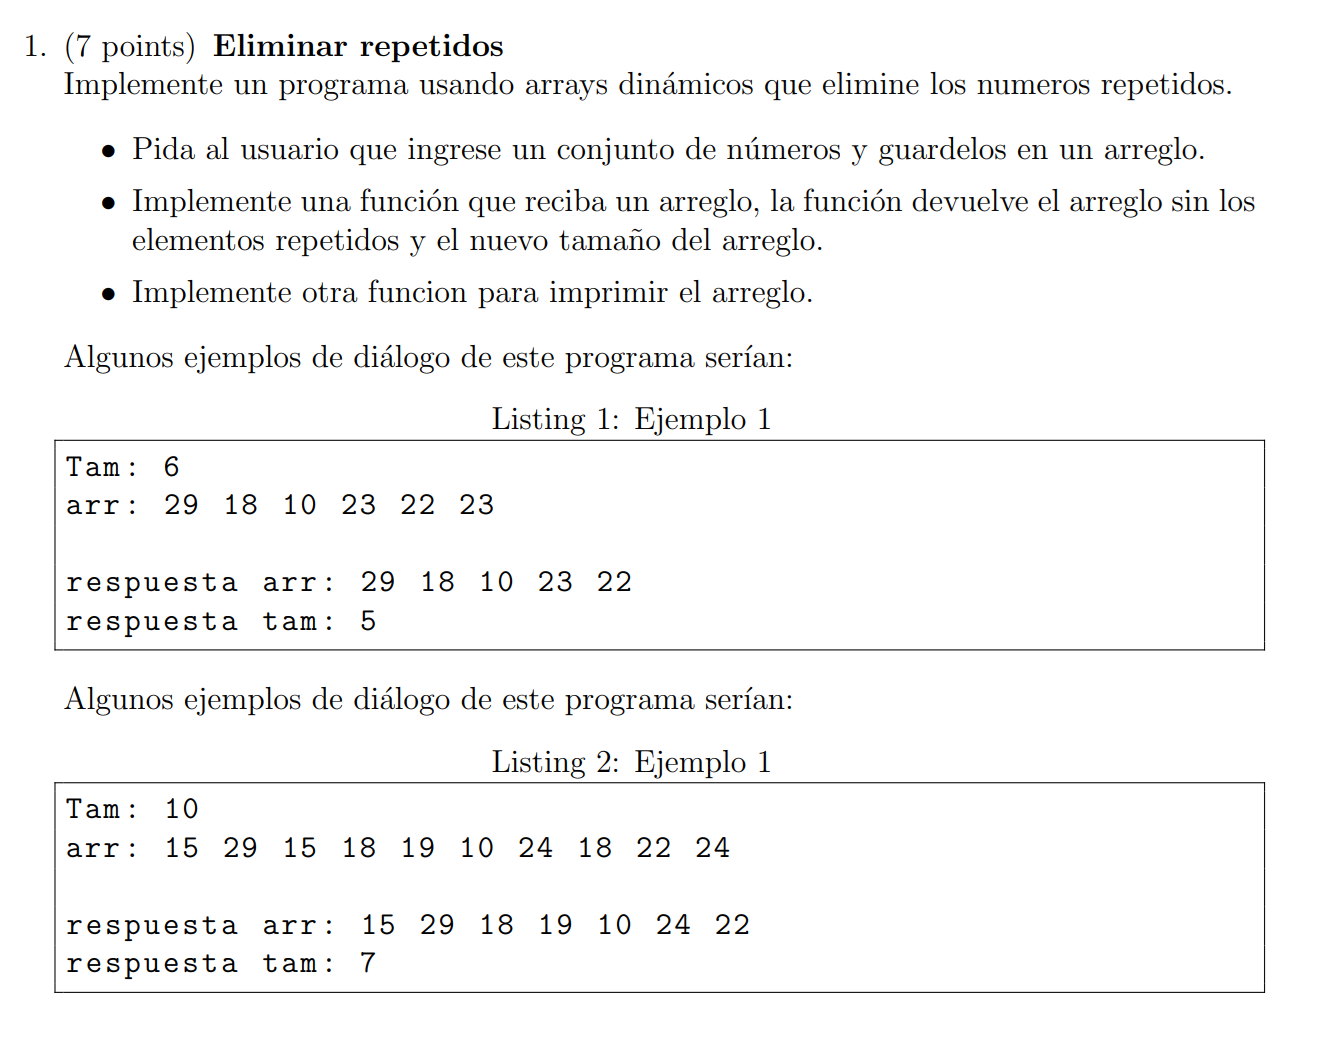 1. (7 points) Eliminar repetidos
Implemente un programa usando arrays dinámicos que elimine los numeros repetidos.
• Pida al usuario que ingrese un conjunto de números y guardelos en un arreglo.
• Implemente una función que reciba un arreglo, la función devuelve el arreglo sin los
elementos repetidos y el nuevo tamaño del arreglo.
• Implemente otra funcion para imprimir el arreglo.
Algunos ejemplos de diálogo de este programa serían:
Listing 1: Ejemplo 1
Tam: 6
arr: 29 18 10 23 22 23
respuesta arr: 29 18 10 23 22
respuesta tam: 5
Algunos ejemplos de diálogo de este programa serían:
Listing 2: Ejemplo 1
Tam: 10
arr: 15 29 15 18 19 10 24 18 22 24
respuesta arr: 15 29 18 19 10 24 22
respuesta tam: 7